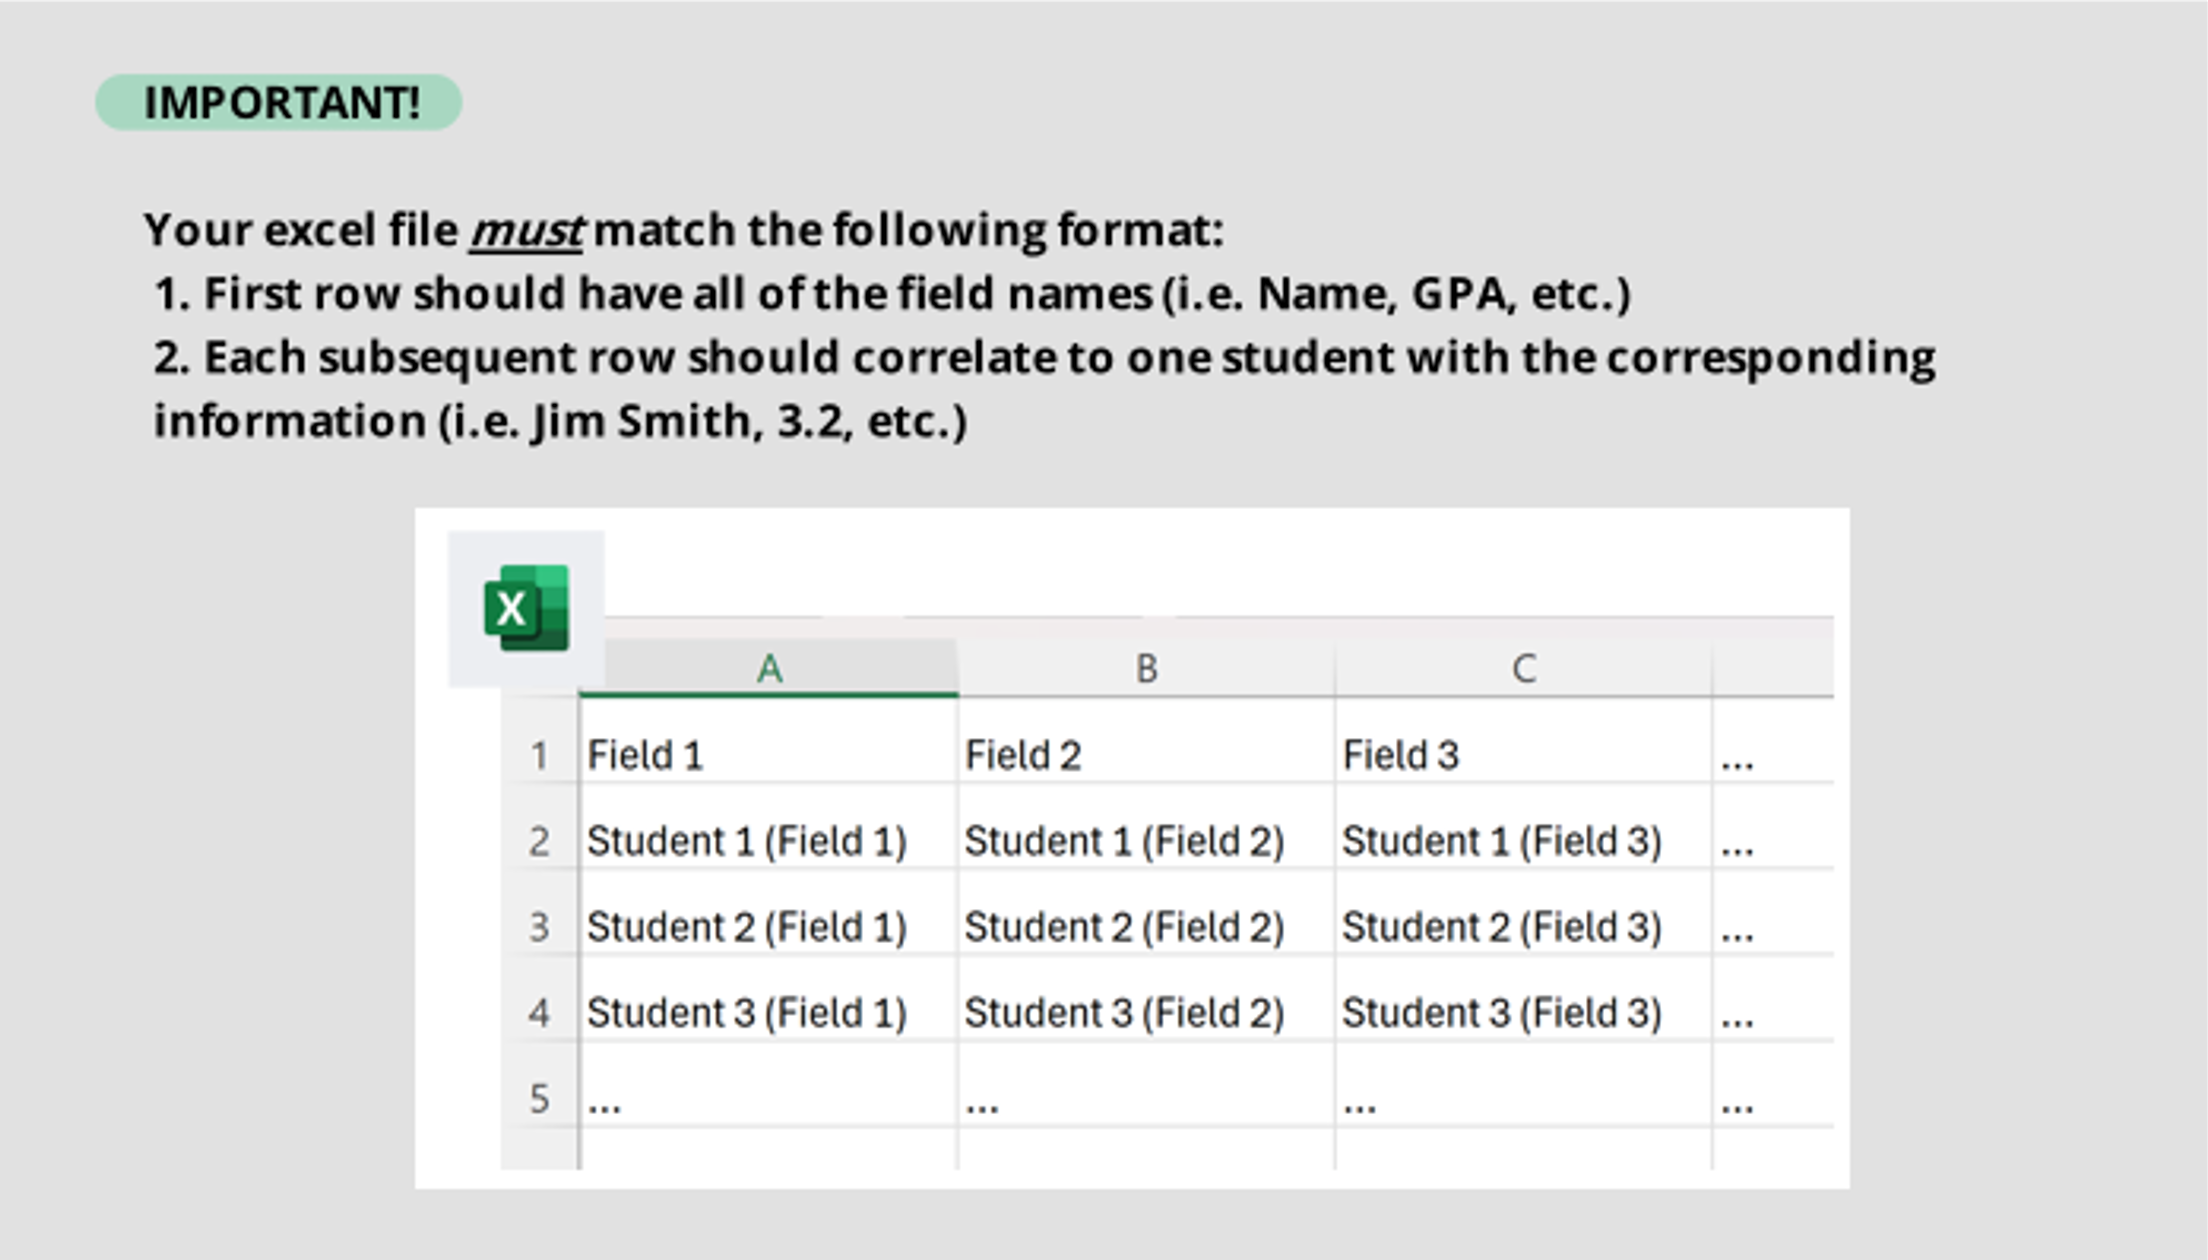 IMPORTANT!
Your excel file must match the following format:
1. First row should have all of the field names (i.e. Name, GPA, etc.)
2. Each subsequent row should correlate to one student with the corresponding
information (i.e. Jim Smith, 3.2, etc.)
X
A B C
1 Field 1 Field 2 Field 3 ...
2 Student 1 (Field 1) Student 1 (Field 2) Student 1 (Field 3) ...
3 Student 2 (Field 1) Student 2 (Field 2) Student 2 (Field 3) ...
4 Student 3 (Field 1) Student 3 (Field 2) Student 3 (Field 3) ...
5 ... ... ... ...